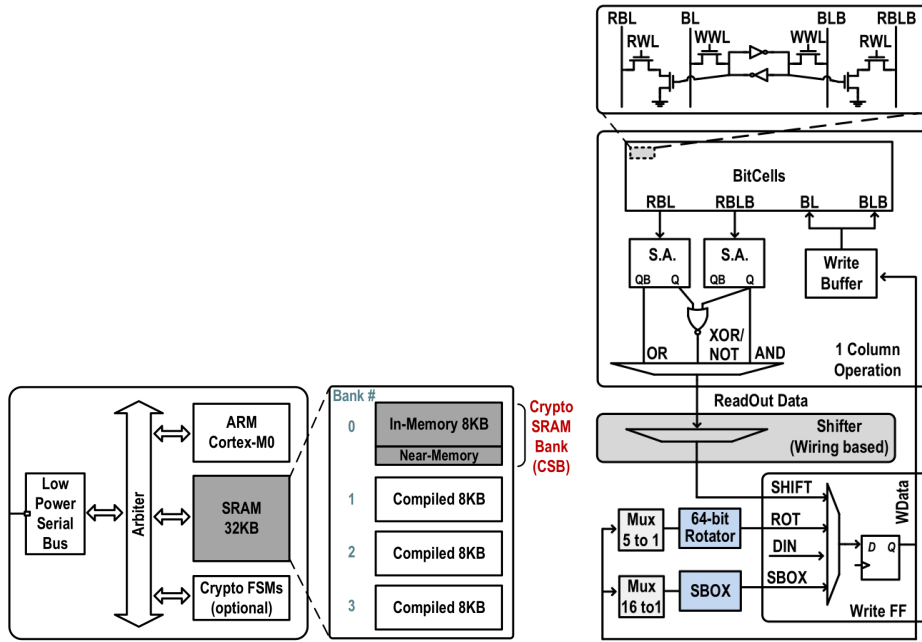 RBL BL BLB RBLB
RWL WWL WWL RWL
BitCells
RBL RBLB BL BLB
S.A. S.A.
QB Q QB Q
Write
Buffer
OR XOR/
NOT AND
1 Column
Operation
ReadOut Data
Shifter
(Wiring based)
SHIFT
Mux
5 to 1
64-bit
Rotator
ROT
DIN
Mux
16 to1
SBOX
SBOX
D Q
WData
Write FF
Low
Power
Serial
Bus
Arbiter
ARM
Cortex-M0
SRAM
32KB
Crypto FSMs
(optional)
Bank #
0
In-Memory 8KB
Near-Memory
Crypto
SRAM
Bank
(CSB)
1
Compiled 8KB
2
Compiled 8KB
3
Compiled 8KB